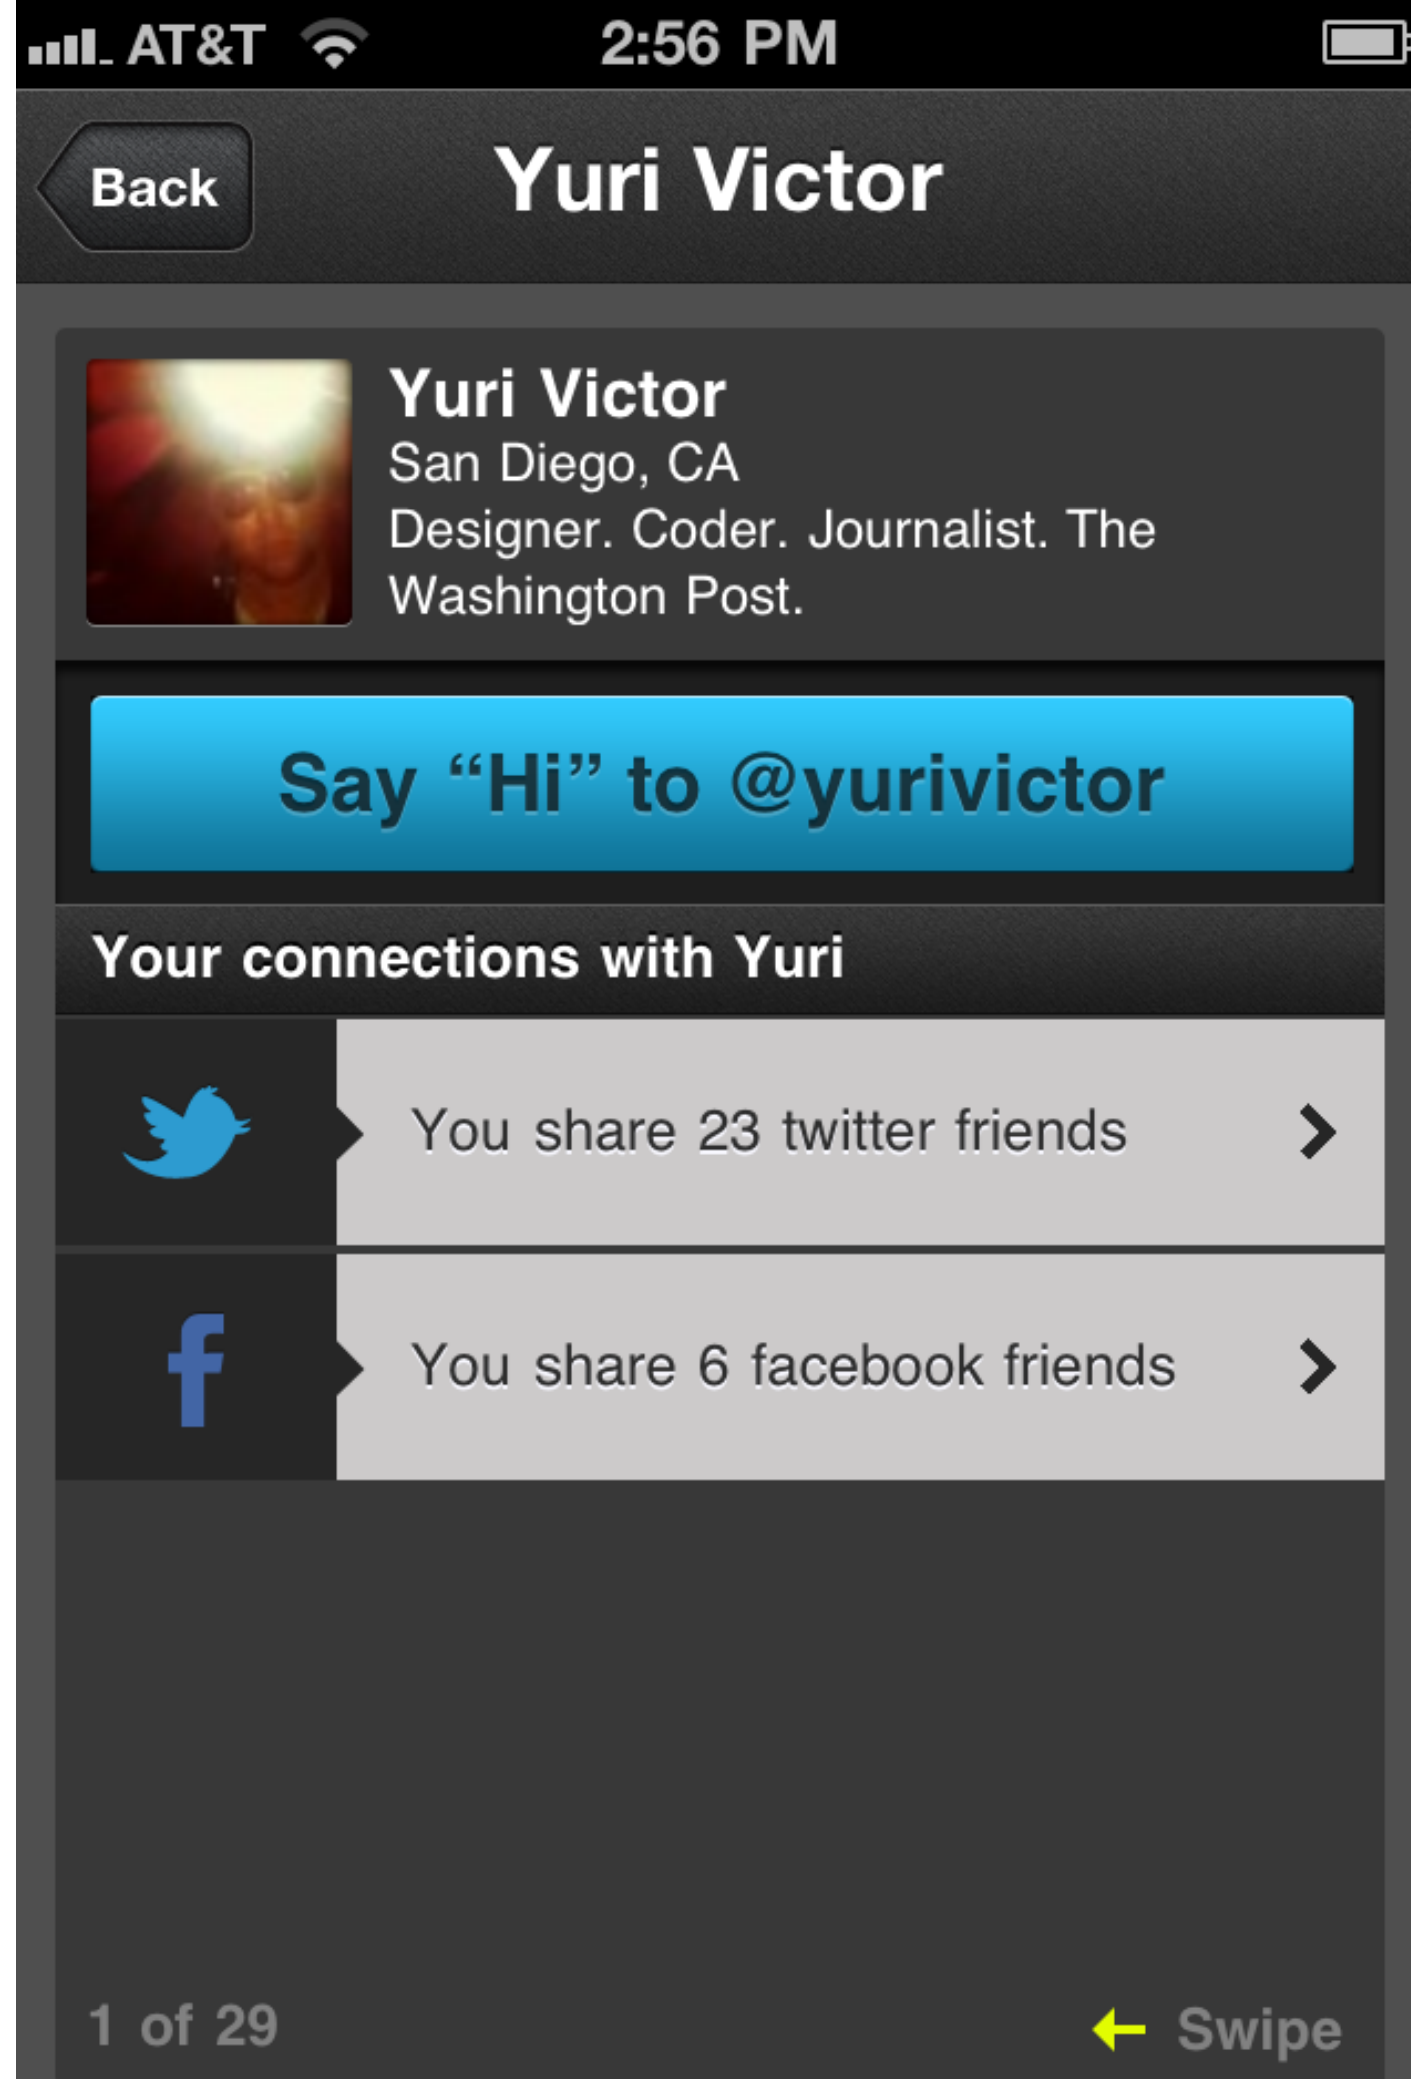 AT&T 2:56 PM
Back
Yuri Victor
Yuri Victor
San Diego, CA
Designer. Coder. Journalist. The
Washington Post.
Say “Hi” to @yurivictor
Your connections with Yuri
You share 23 twitter friends
f
You share 6 facebook friends
1 of 29
Swipe